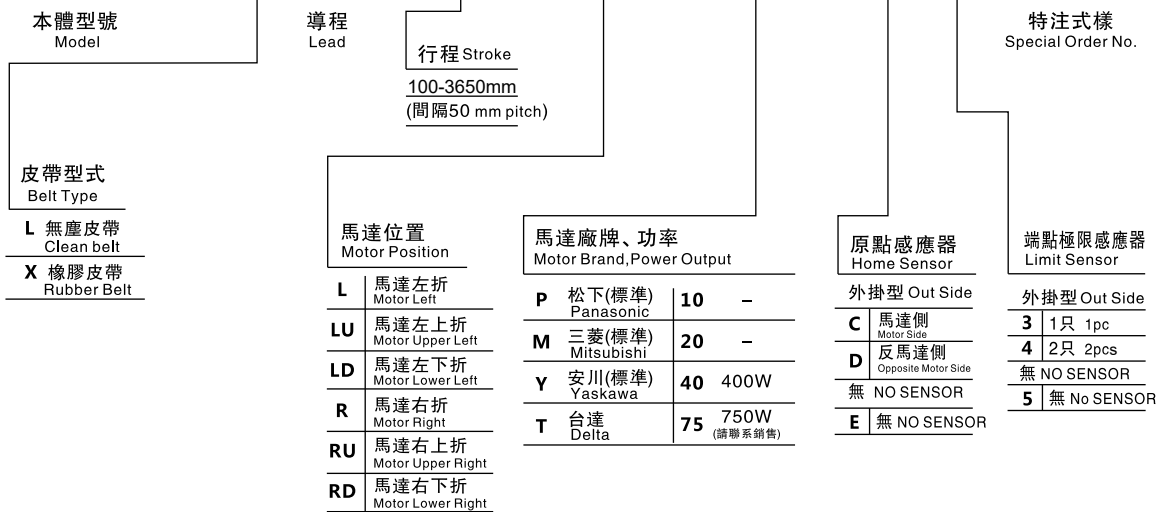 本體型號
Model
導程
Lead
行程 Stroke
100-3650mm
(間隔50 mm pitch)
特注式樣
Special Order No.
皮帶型式
Belt Type
L 無塵皮帶
Clean belt
X 橡膠皮帶
Rubber Belt
馬達位置
Motor Position
L 馬達左折
Motor Left
LU 馬達左上折
Motor Upper Left
LD 馬達左下折
Motor Lower Left
R 馬達右折
Motor Right
RU 馬達右上折
Motor Upper Right
RD 馬達右下折
Motor Lower Right
馬達廠牌、功率
Motor Brand,Power Output
P 松下(標準) 10 –
Panasonic
M 三菱(標準) 20 –
Mitsubishi
Y 安川(標準) 40 400W
Yaskawa
T 台達 75 750W
Delta (請聯系銷售)
原點感應器
Home Sensor
外掛型 Out Side
C 馬達側
Motor Side
D 反馬達側
Opposite Motor Side
無 NO SENSOR
E 無 NO SENSOR
端點極限感應器
Limit Sensor
外掛型 Out Side
3 1只 1pc
4 2只 2pcs
無 NO SENSOR
5 無 No SENSOR